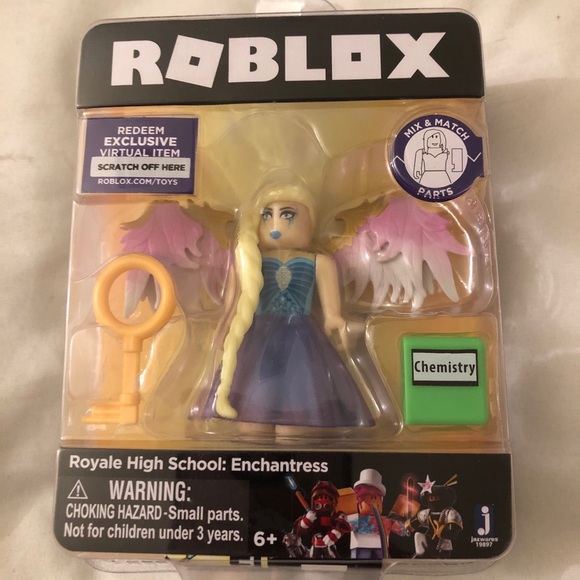 ROBLOX
REDEEM
EXCLUSIVE
VIRTUAL ITEM
SCRATCH OFF HERE
ROBLOX.COM/TOYS
MIX & MATCH
PARTS
Chemistry
Royale High School: Enchantress
WARNING:
CHOKING HAZARD-Small parts.
Not for children under 3 years.
6+
jazwares
19897